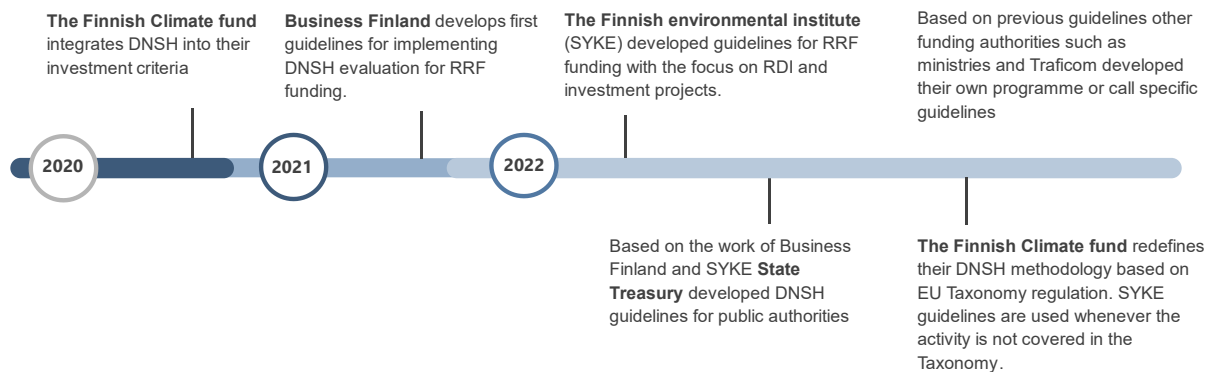 The Finnish Climate fund
integrates DNSH into their
investment criteria
Business Finland develops first
guidelines for implementing
DNSH evaluation for RRF
funding.
The Finnish environmental institute
(SYKE) developed guidelines for RRF
funding with the focus on RDI and
investment projects.
Based on previous guidelines other
funding authorities such as
ministries and Traficom developed
their own programme or call specific
guidelines
2020
2021
2022
Based on the work of Business
Finland and SYKE State
Treasury developed DNSH
guidelines for public authorities
The Finnish Climate fund redefines
their DNSH methodology based on
EU Taxonomy regulation. SYKE
guidelines are used whenever the
activity is not covered in the
Taxonomy.